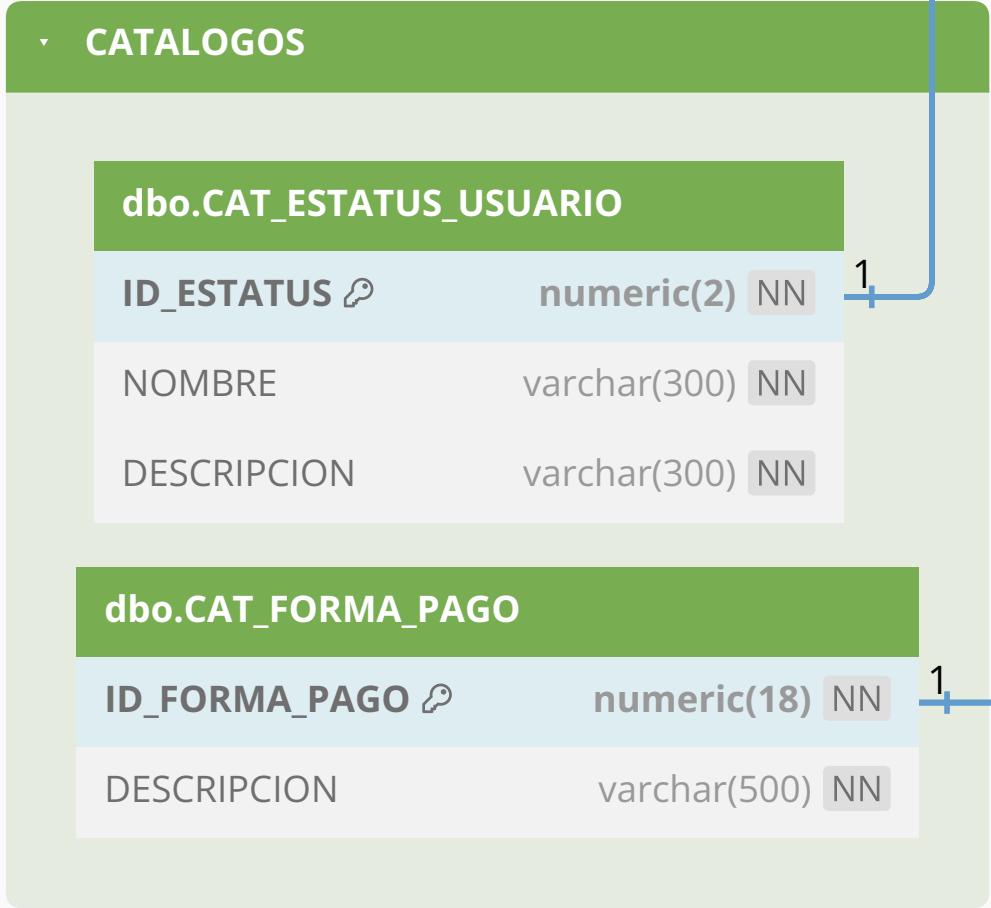 CATALOGOS
dbo.CAT_ESTATUS_USUARIO
ID_ESTATUS numeric(2) NN
1
NOMBRE varchar(300) NN
DESCRIPCION varchar(300) NN
dbo.CAT_FORMA_PAGO
ID_FORMA_PAGO numeric(18) NN
1
DESCRIPCION varchar(500) NN